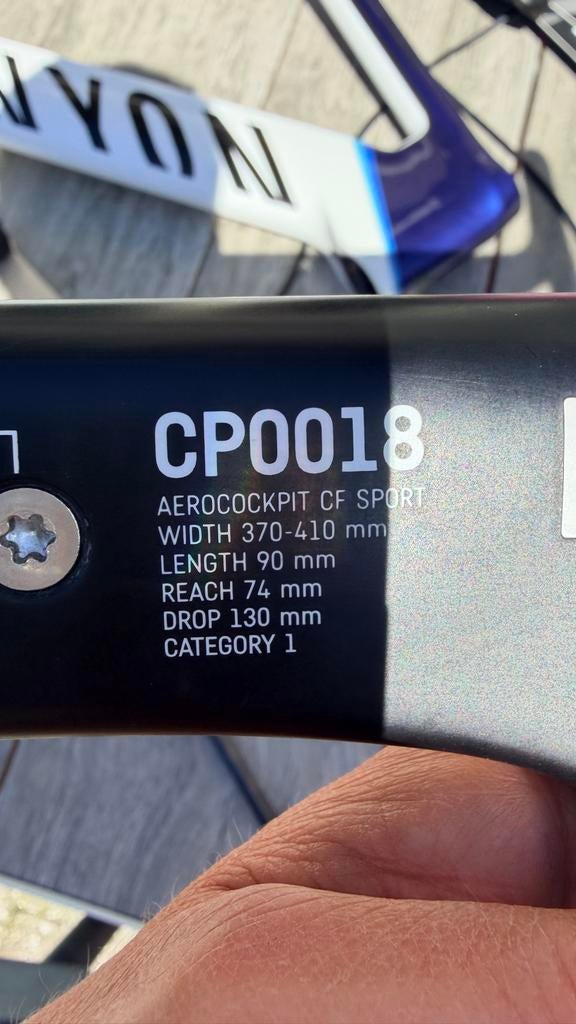 NYON
CP0018
AEROCOCKPIT CF SPORT
WIDTH 370-410 mm
LENGTH 90 mm
REACH 74 mm
DROP 130 mm
CATEGORY 1